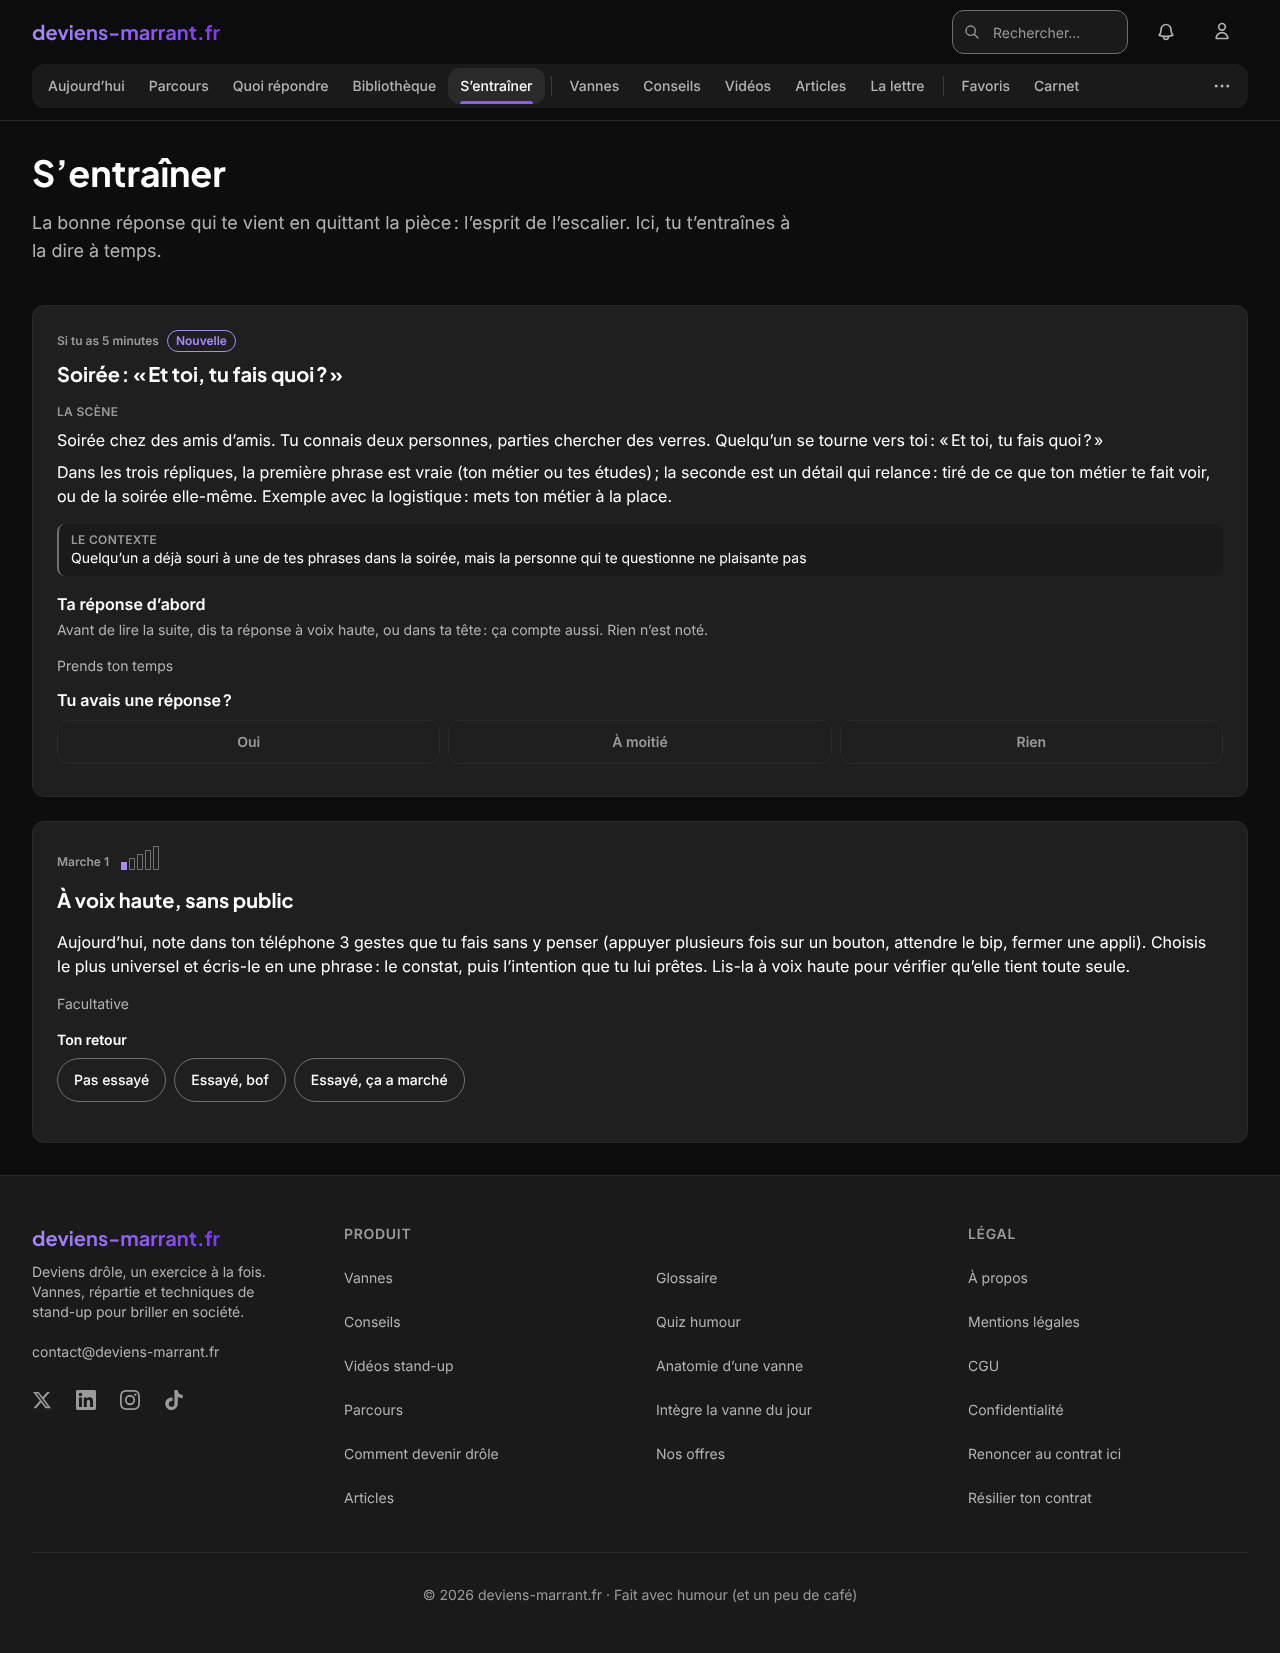 deviens-marrant.fr
Rechercher...
Aujourd’hui Parcours Quoi répondre Bibliothèque S’entraîner Vannes Conseils Vidéos Articles La lettre Favoris Carnet
S’entraîner
La bonne réponse qui te vient en quittant la pièce : l’esprit de l’escalier. Ici, tu t’entraînes à
la dire à temps.
Si tu as 5 minutes Nouvelle
Soirée : « Et toi, tu fais quoi ? »
LA SCÈNE
Soirée chez des amis d’amis. Tu connais deux personnes, parties chercher des verres. Quelqu’un se tourne vers toi : « Et toi, tu fais quoi ? »
Dans les trois répliques, la première phrase est vraie (ton métier ou tes études) ; la seconde est un détail qui relance : tiré de ce que ton métier te fait voir,
ou de la soirée elle-même. Exemple avec la logistique : mets ton métier à la place.
LE CONTEXTE
Quelqu’un a déjà souri à une de tes phrases dans la soirée, mais la personne qui te questionne ne plaisante pas
Ta réponse d’abord
Avant de lire la suite, dis ta réponse à voix haute, ou dans ta tête : ça compte aussi. Rien n’est noté.
Prends ton temps
Tu avais une réponse ?
Oui À moitié Rien
Marche 1
À voix haute, sans public
Aujourd’hui, note dans ton téléphone 3 gestes que tu fais sans y penser (appuyer plusieurs fois sur un bouton, attendre le bip, fermer une appli). Choisis
le plus universel et écris-le en une phrase : le constat, puis l’intention que tu lui prêtes. Lis-la à voix haute pour vérifier qu’elle tient toute seule.
Facultative
Ton retour
Pas essayé Essayé, bof Essayé, ça a marché
deviens-marrant.fr
Deviens drôle, un exercice à la fois.
Vannes, répartie et techniques de
stand-up pour briller en société.
contact@deviens-marrant.fr
PRODUIT
Vannes
Conseils
Vidéos stand-up
Parcours
Comment devenir drôle
Articles
Glossaire
Quiz humour
Anatomie d’une vanne
Intègre la vanne du jour
Nos offres
LÉGAL
À propos
Mentions légales
CGU
Confidentialité
Renoncer au contrat ici
Résilier ton contrat
© 2026 deviens-marrant.fr · Fait avec humour (et un peu de café)